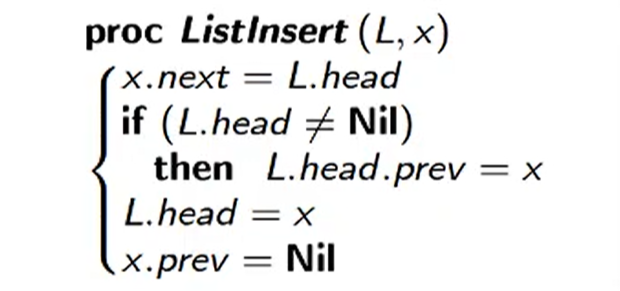 proc ListInsert (L, x)
x.next = L.head
if (L.head ≠ Nil)
then L.head.prev = x
L.head = x
x.prev = Nil